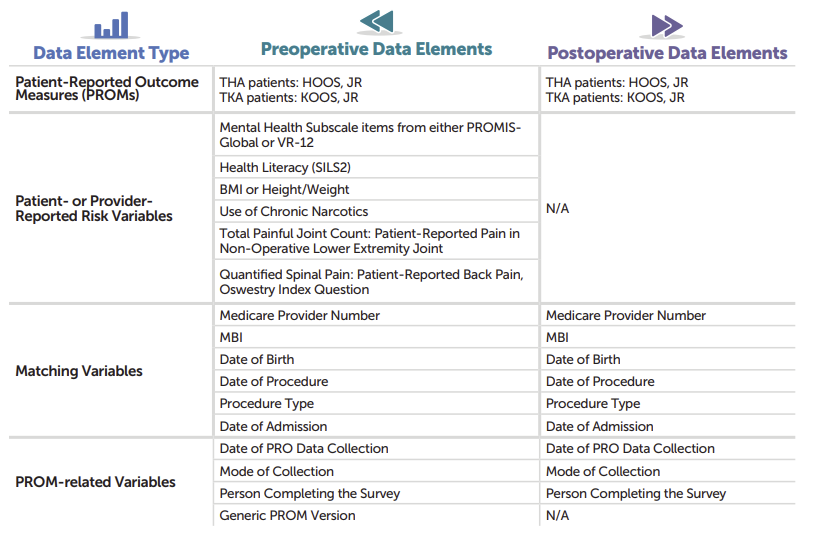 Data Element Type
Preoperative Data Elements
Postoperative Data Elements
Patient-Reported Outcome
Measures (PROMs)
THA patients: HOOS, JR
TKA patients: KOOS, JR
THA patients: HOOS, JR
TKA patients: KOOS, JR
Patient- or Provider-
Reported Risk Variables
Mental Health Subscale items from either PROMIS-
Global or VR-12
Health Literacy (SILS2)
BMI or Height/Weight
Use of Chronic Narcotics
Total Painful Joint Count: Patient-Reported Pain in
Non-Operative Lower Extremity Joint
Quantified Spinal Pain: Patient-Reported Back Pain,
Oswestry Index Question
N/A
Matching Variables
Medicare Provider Number
Medicare Provider Number
MBI
MBI
Date of Birth
Date of Birth
Date of Procedure
Date of Procedure
Procedure Type
Procedure Type
Date of Admission
Date of Admission
PROM-related Variables
Date of PRO Data Collection
Date of PRO Data Collection
Mode of Collection
Mode of Collection
Person Completing the Survey
Person Completing the Survey
Generic PROM Version
N/A